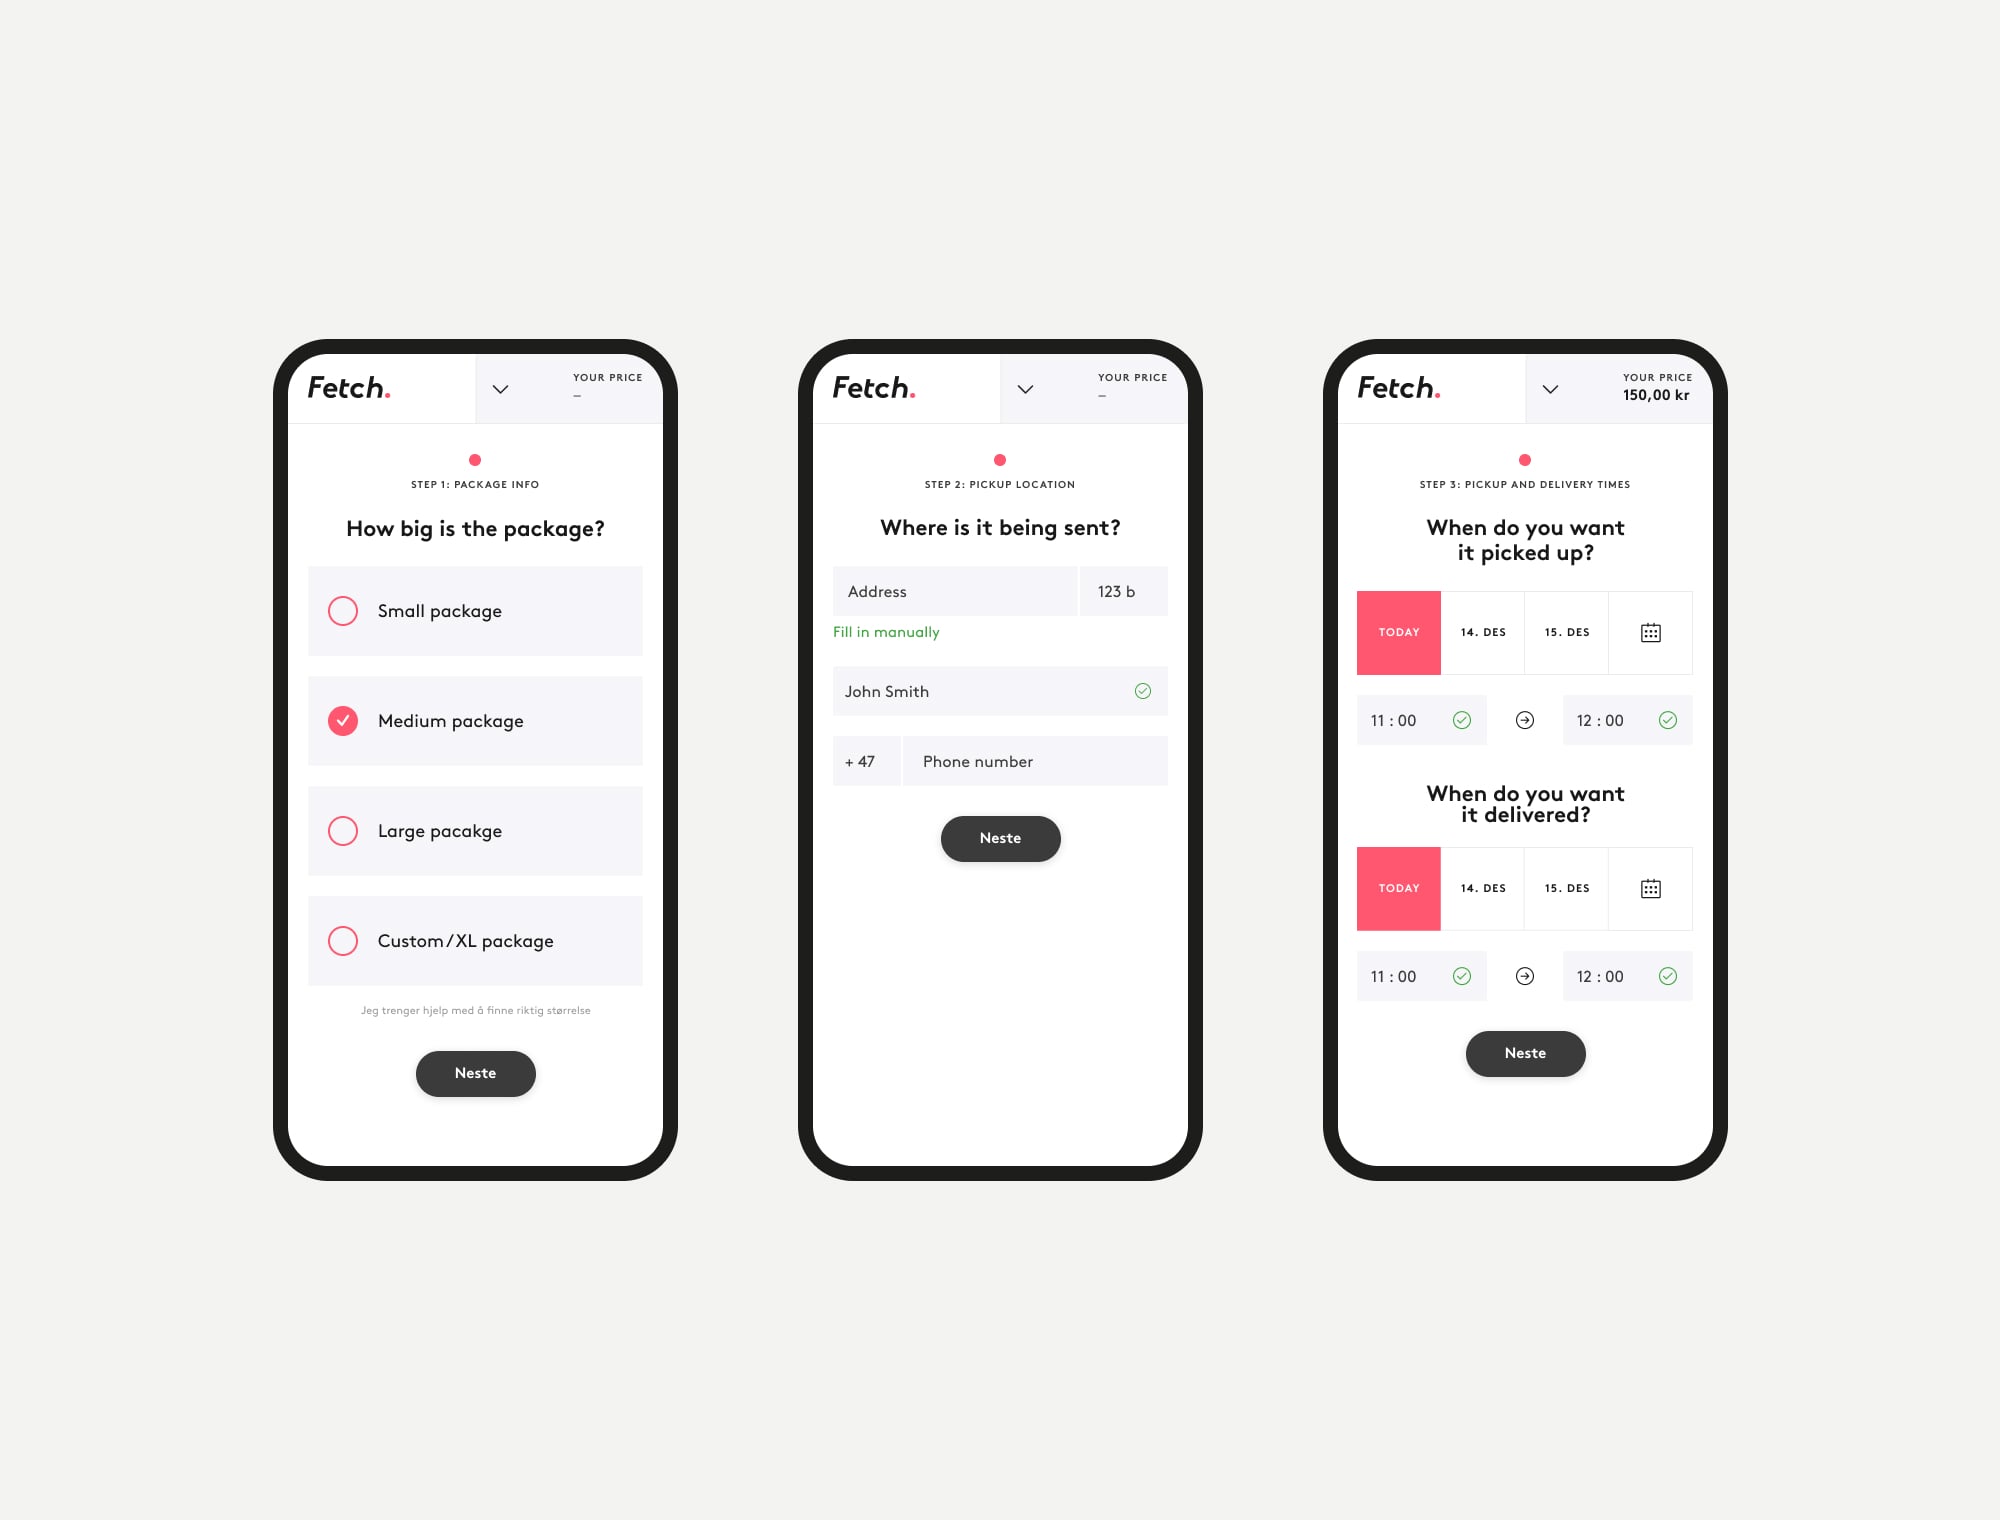 Fetch.
YOUR PRICE
–
STEP 1: PACKAGE INFO
How big is the package?
Small package
Medium package
Large pacakge
Custom/XL package
Jeg trenger hjelp med å finne riktig størrelse
Neste
Fetch.
YOUR PRICE
–
STEP 2: PICKUP LOCATION
Where is it being sent?
Address 123 b
Fill in manually
John Smith
+ 47 Phone number
Neste
Fetch.
YOUR PRICE
150,00 kr
STEP 3: PICKUP AND DELIVERY TIMES
When do you want
it picked up?
TODAY 14. DES 15. DES
11 : 00 12 : 00
When do you want
it delivered?
TODAY 14. DES 15. DES
11 : 00 12 : 00
Neste